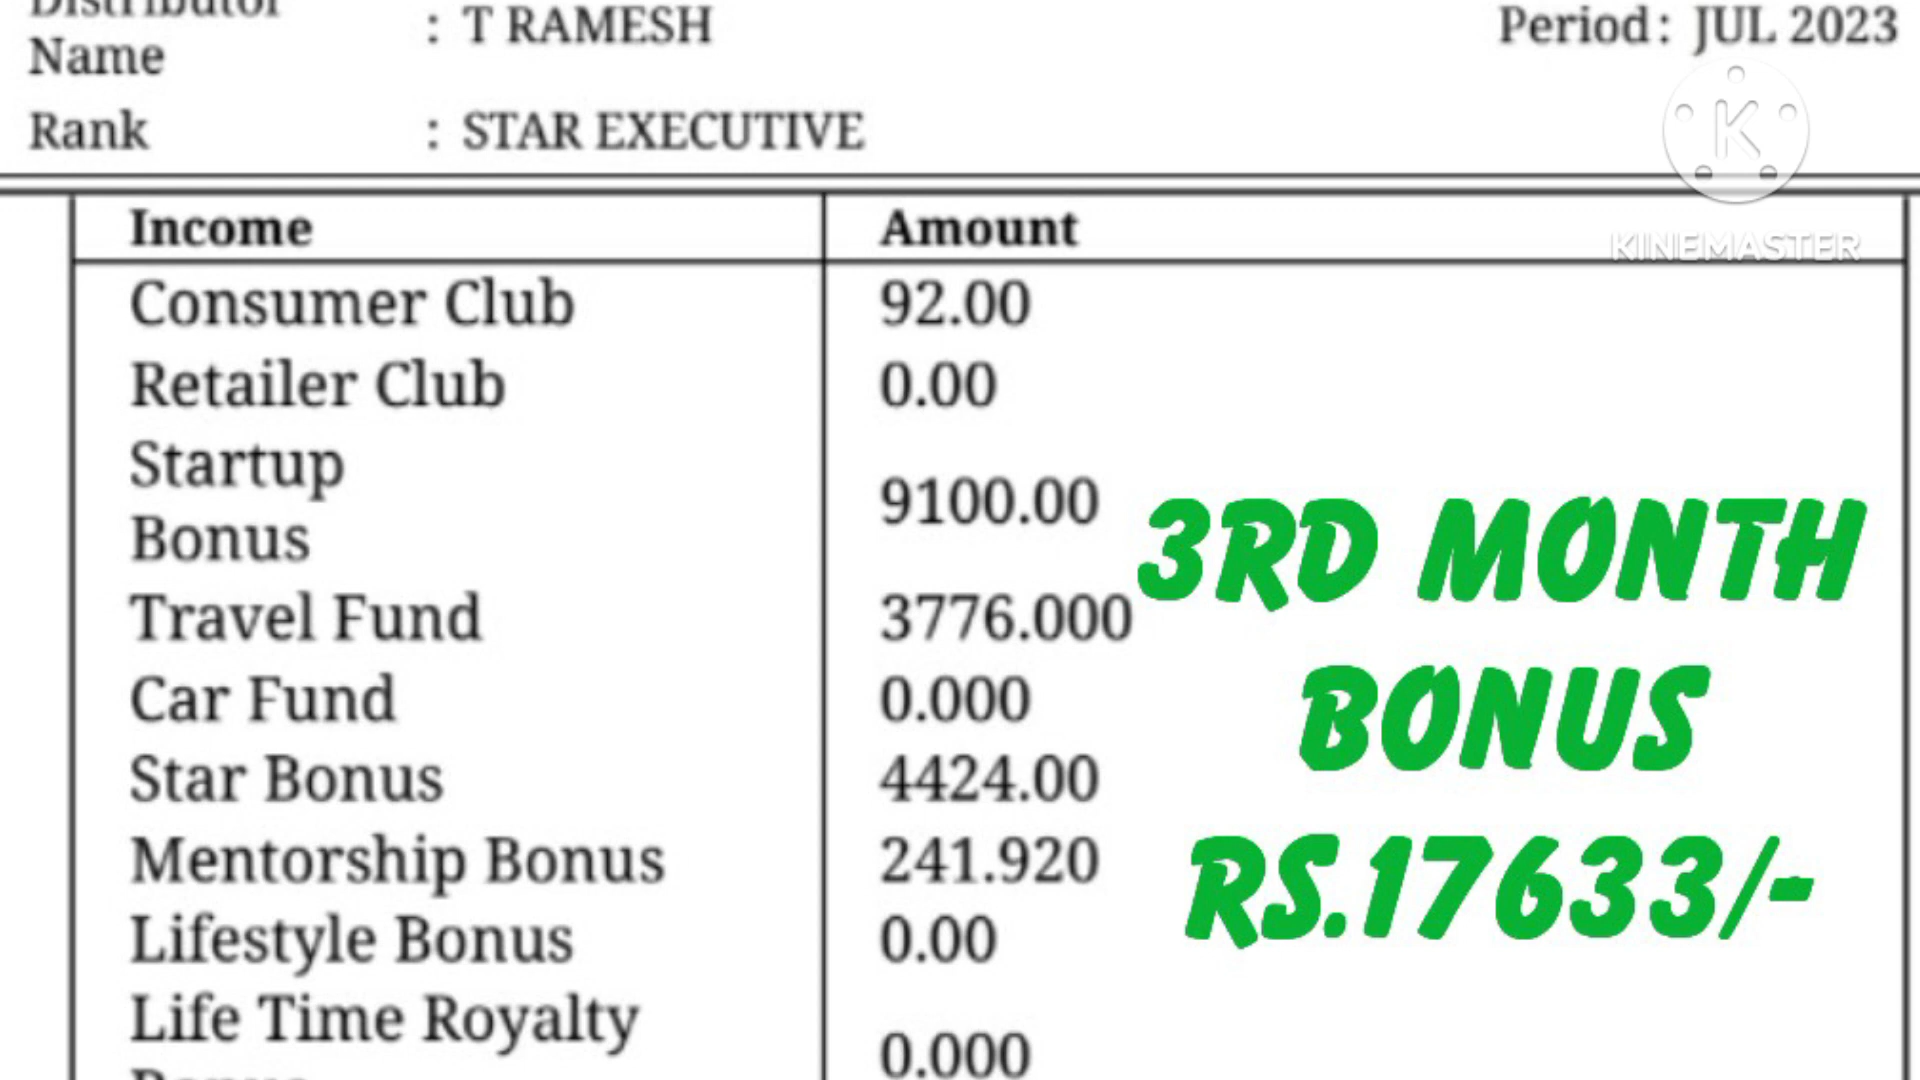 Distributor
Name : T RAMESH
Period : JUL 2023
Rank : STAR EXECUTIVE
KINEMASTER
Income Amount
Consumer Club 92.00
Retailer Club 0.00
Startup
Bonus 9100.00
Travel Fund 3776.000
Car Fund 0.000
Star Bonus 4424.00
Mentorship Bonus 241.920
Lifestyle Bonus 0.00
Life Time Royalty
0.000
3RD MONTH
BONUS
RS.17633/-